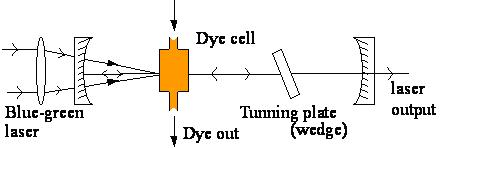 Dye cell
Blue-green
laser
Dye out
Tunning plate
(wedge)
laser
output